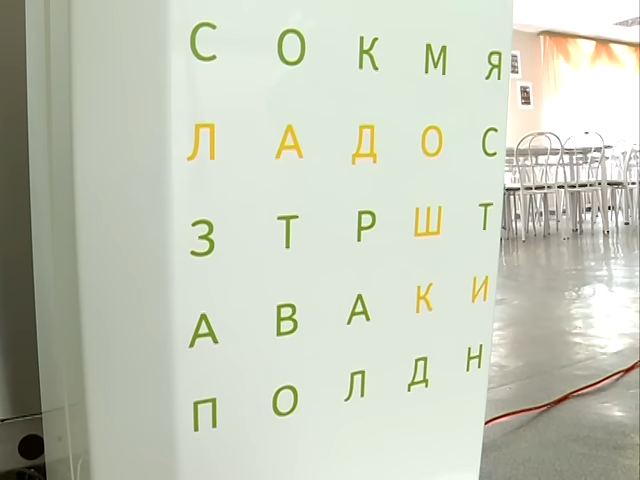 С О К М Я
Л А Д О С
З Т Р Ш Т
А В А К И
П О Л Д Н